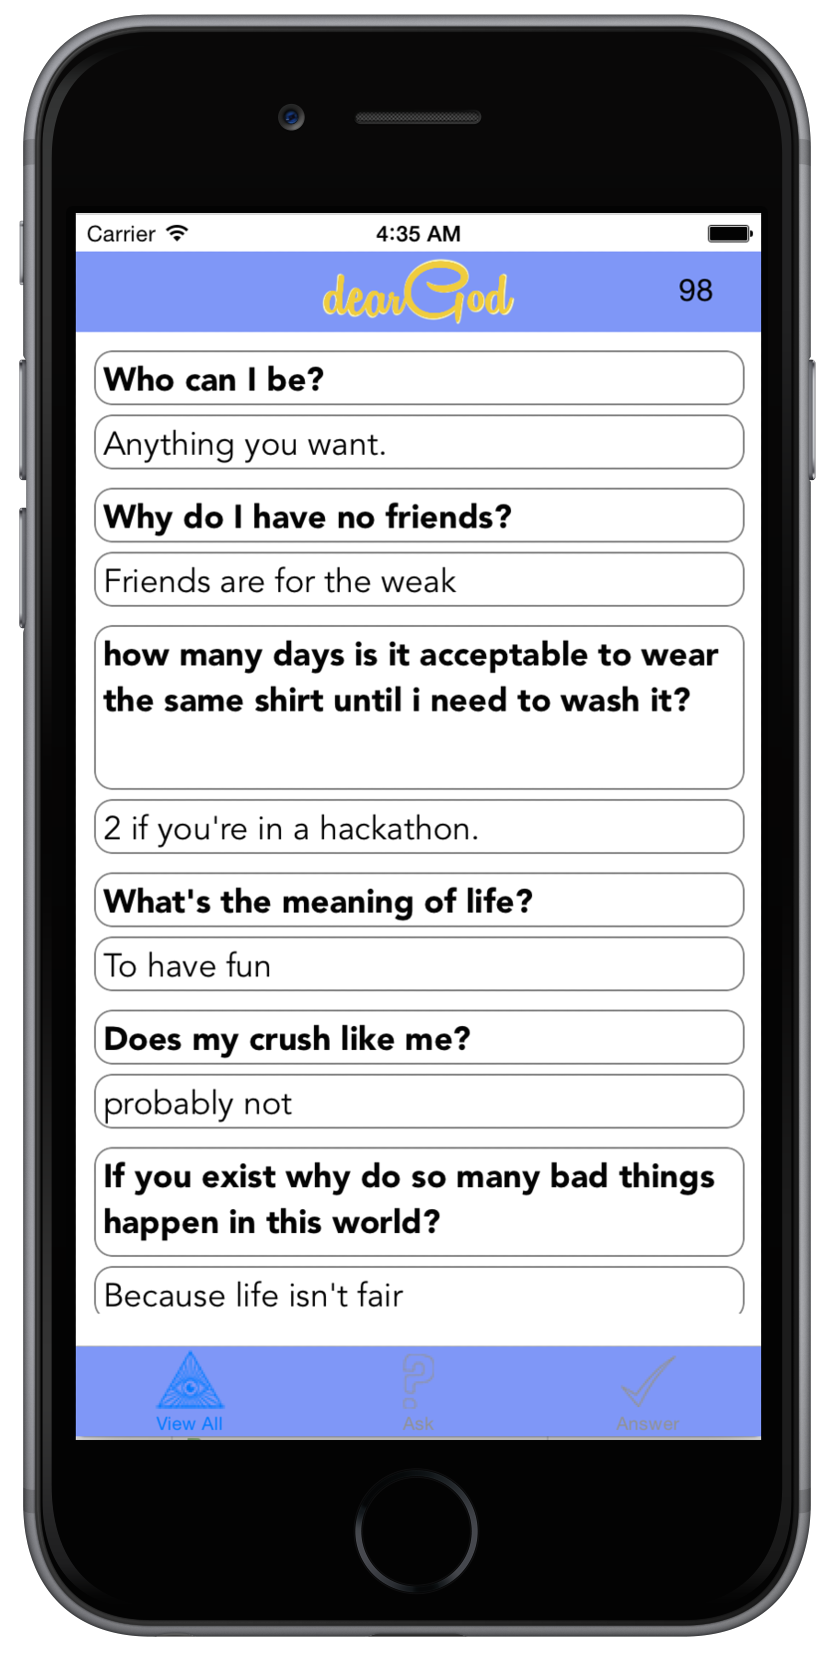 Carrier 4:35 AM
dearGod 98
Who can I be?
Anything you want.
Why do I have no friends?
Friends are for the weak
how many days is it acceptable to wear
the same shirt until i need to wash it?
2 if you're in a hackathon.
What's the meaning of life?
To have fun
Does my crush like me?
probably not
If you exist why do so many bad things
happen in this world?
Because life isn't fair
View All Ask Answer